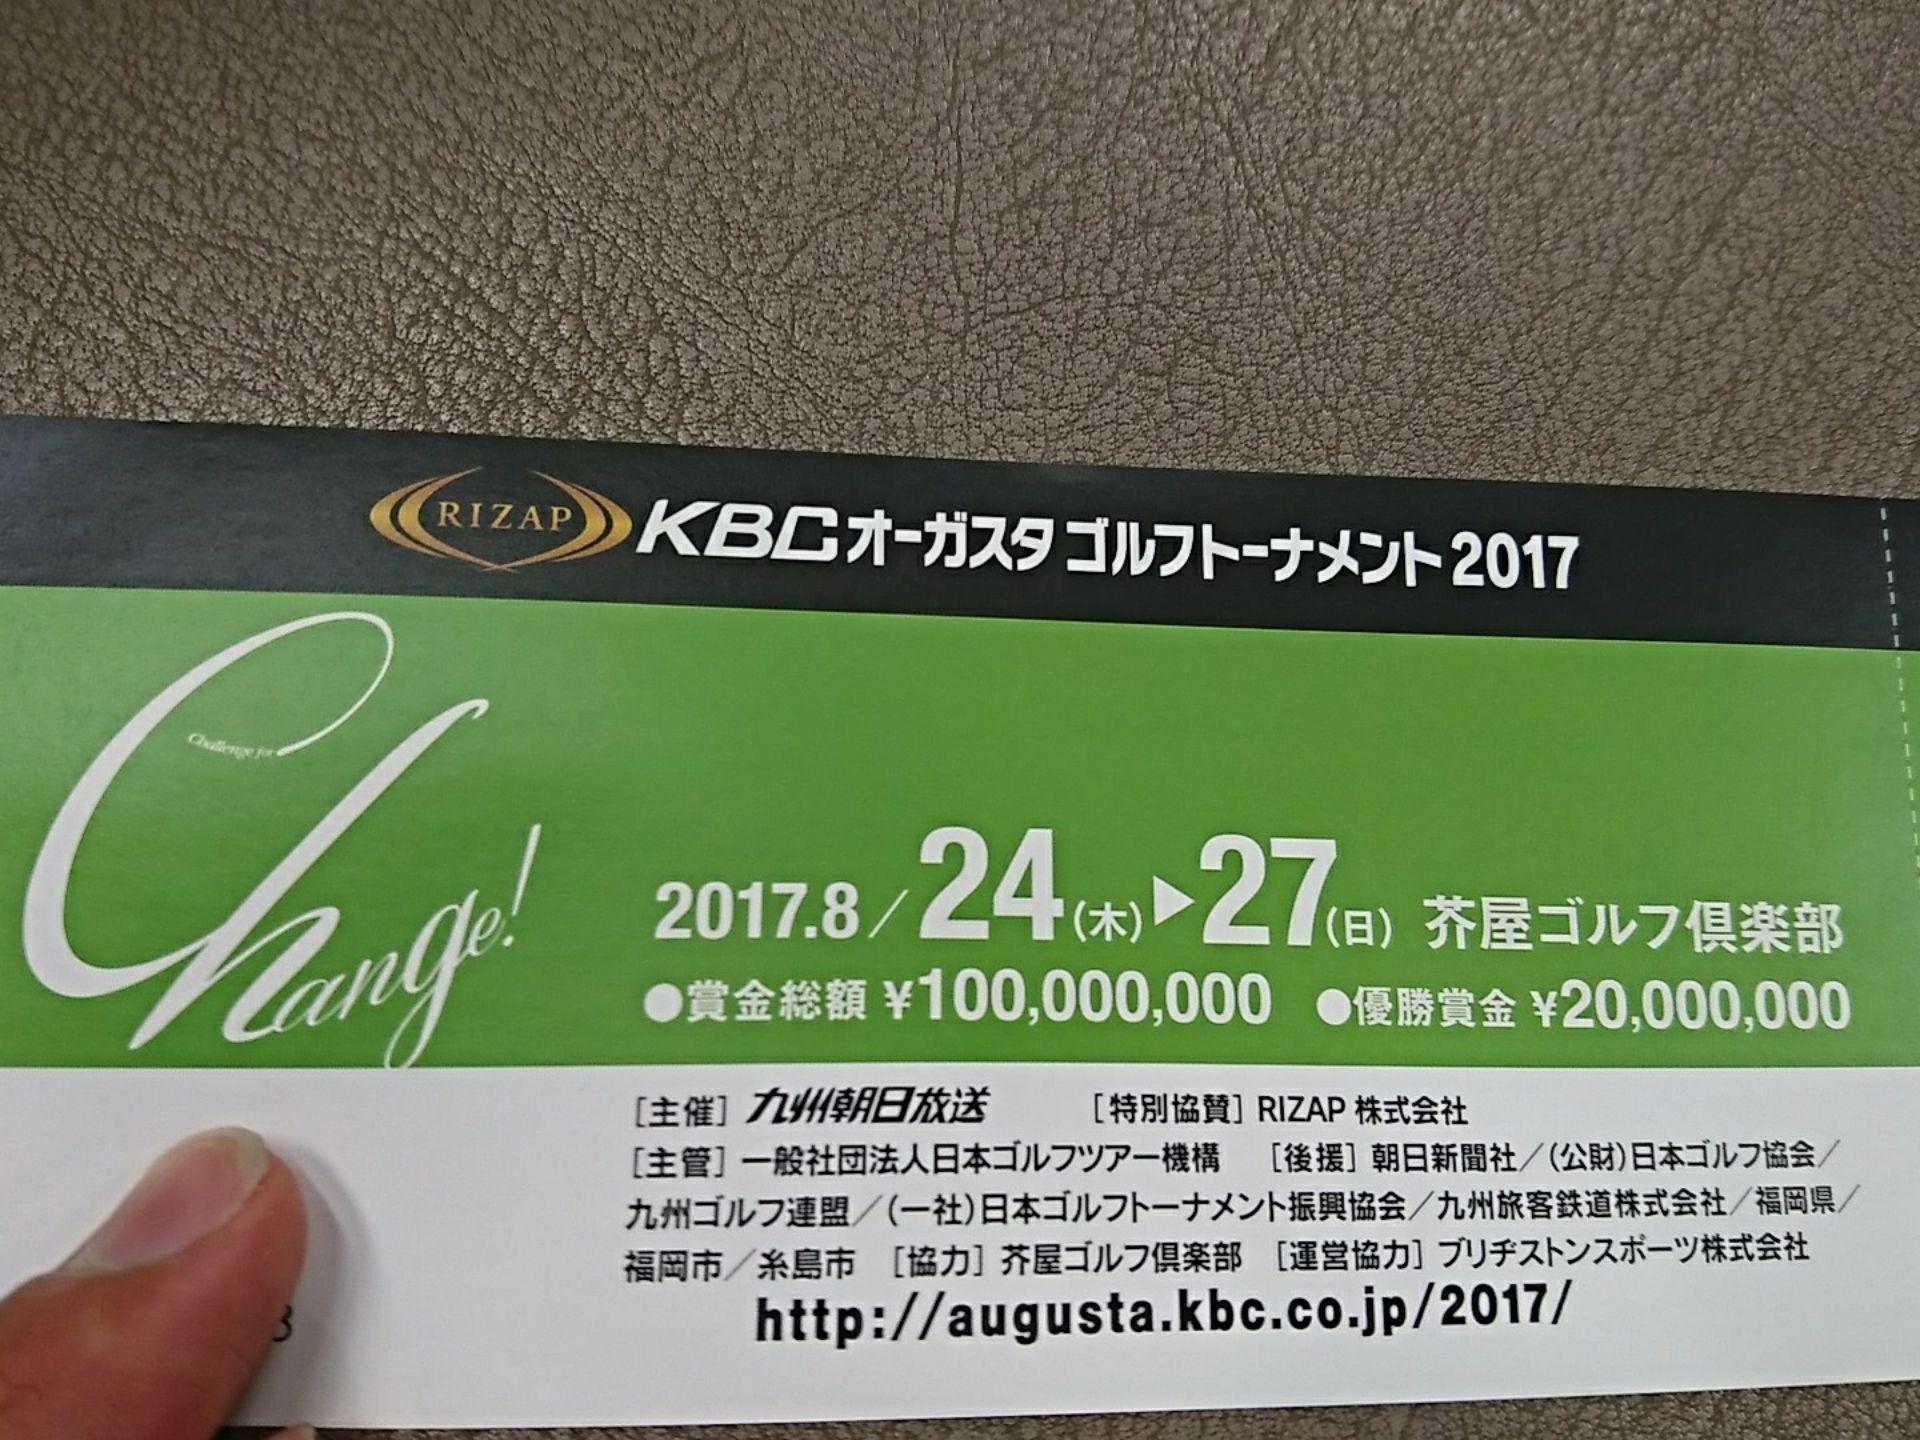 RIZAP KBCオーガスタ ゴルフトーナメント2017
Challenge for
Change!
2017.8/24(木)▶27(日) 芥屋ゴルフ倶楽部
●賞金総額 ¥100,000,000 ●優勝賞金 ¥20,000,000
[主催] 九州朝日放送 [特別協賛] RIZAP 株式会社
[主管] 一般社団法人日本ゴルフツアー機構 [後援] 朝日新聞社/(公財)日本ゴルフ協会/
九州ゴルフ連盟/(一社)日本ゴルフトーナメント振興協会/九州旅客鉄道株式会社/福岡県/
福岡市/糸島市 [協力] 芥屋ゴルフ倶楽部 [運営協力] ブリヂストンスポーツ株式会社
http://augusta.kbc.co.jp/2017/